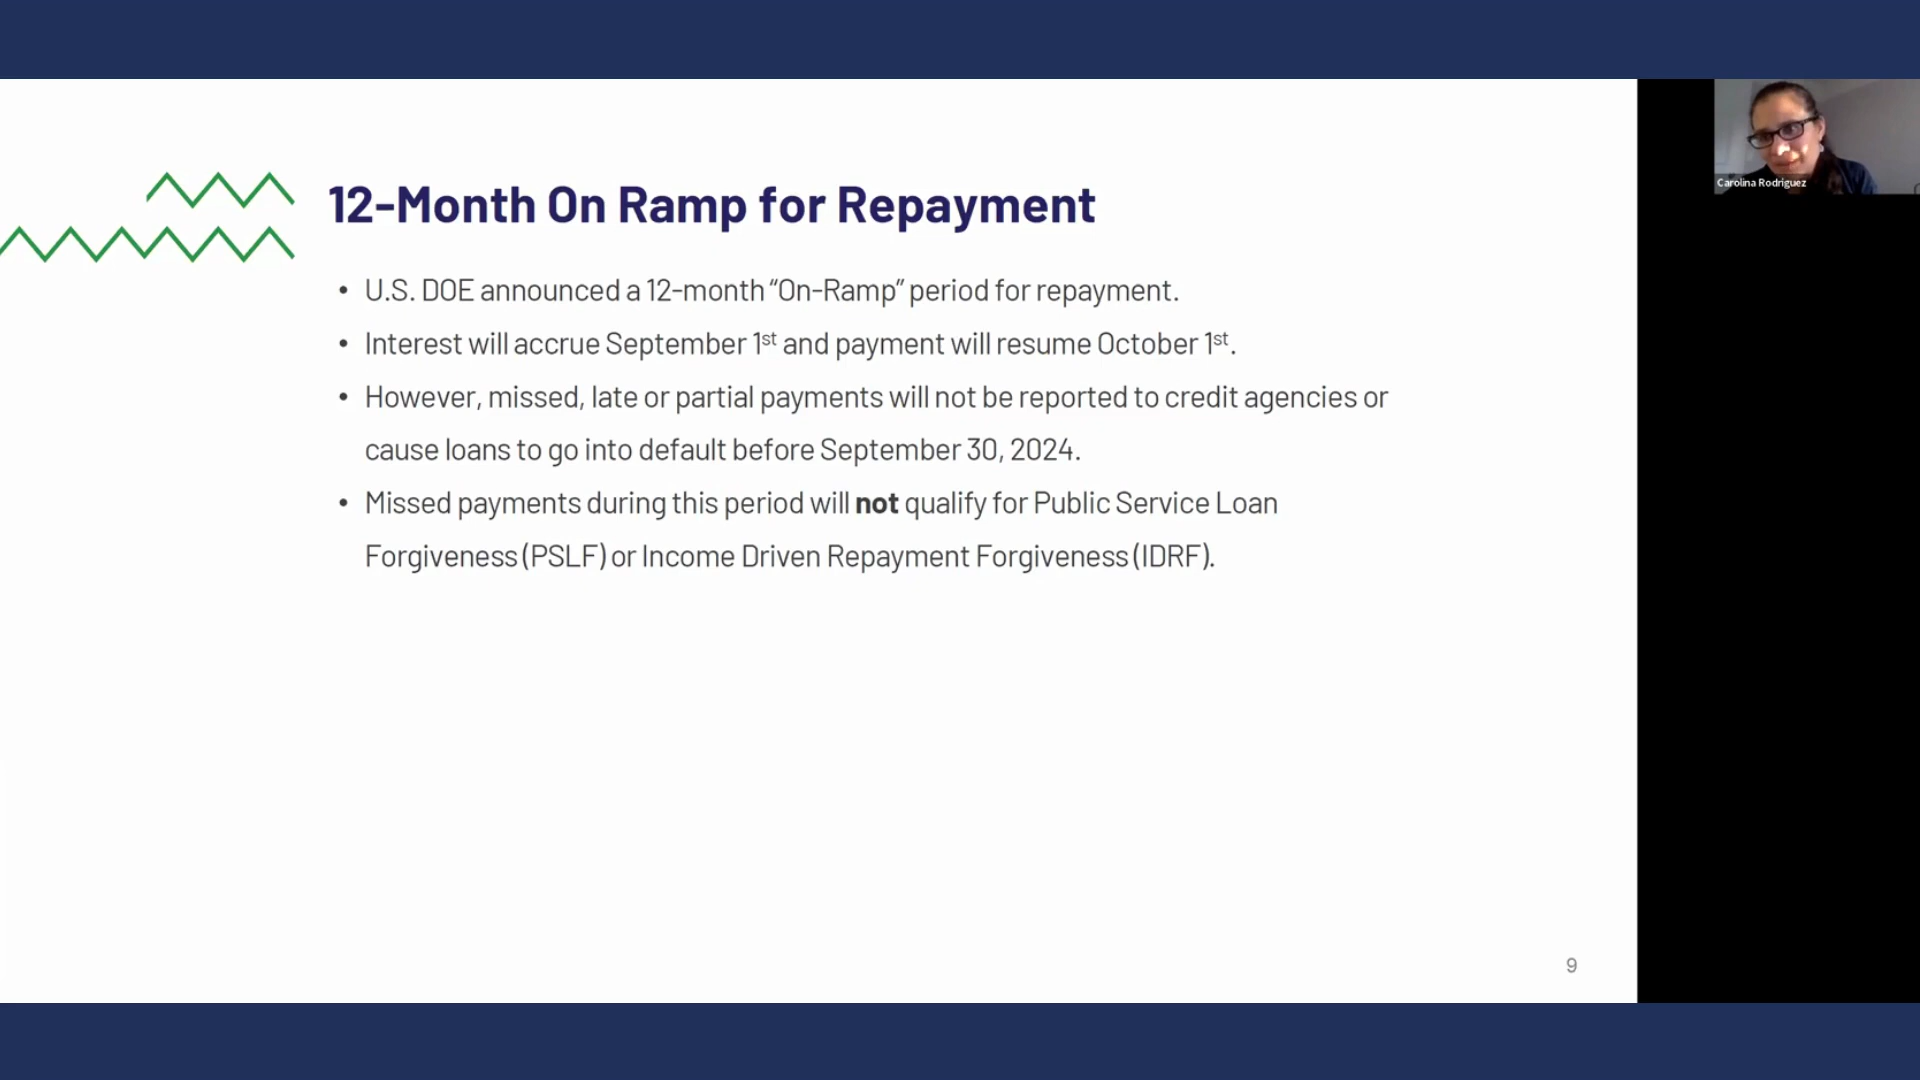 12-Month On Ramp for Repayment
• U.S. DOE announced a 12-month “On-Ramp” period for repayment.
• Interest will accrue September 1st and payment will resume October 1st.
• However, missed, late or partial payments will not be reported to credit agencies or
cause loans to go into default before September 30, 2024.
• Missed payments during this period will not qualify for Public Service Loan
Forgiveness (PSLF) or Income Driven Repayment Forgiveness (IDRF).
9
Carolina Rodriguez